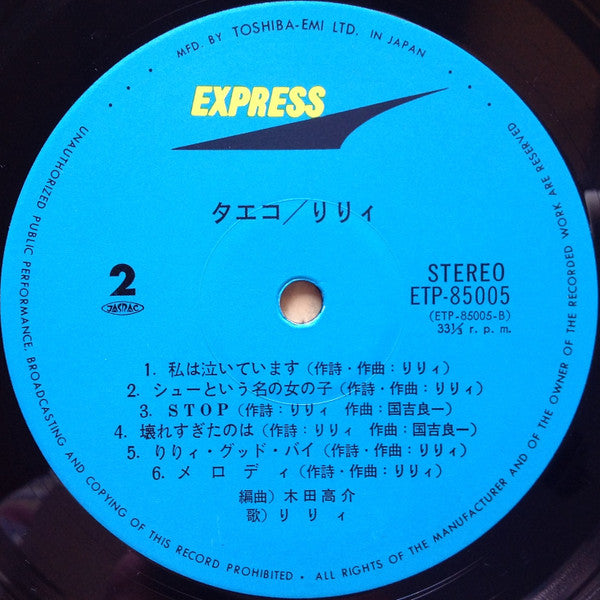 MFD. BY TOSHIBA-EMI LTD. IN JAPAN
EXPRESS
タエコ／りりィ
2
JASRAC
STEREO
ETP-85005
(ETP-85005-B)
33⅓ r. p. m.
1. 私は泣いています (作詩・作曲：りりィ)
2. シューという名の女の子 (作詩・作曲：りりィ)
3. STOP (作詩：りりィ 作曲：国吉良一)
4. 壊れすぎたのは (作詩：りりィ 作曲：国吉良一)
5. りりィ・グッド・バイ (作詩・作曲：りりィ)
6. メロディ (作詩・作曲：りりィ)
編曲) 木田高介
歌) りりィ
UNAUTHORIZED PUBLIC PERFORMANCE, BROADCASTING AND COPYING OF THIS RECORD PROHIBITED • ALL RIGHTS OF THE MANUFACTURER AND OF THE OWNER OF THE RECORDED WORK ARE RESERVED